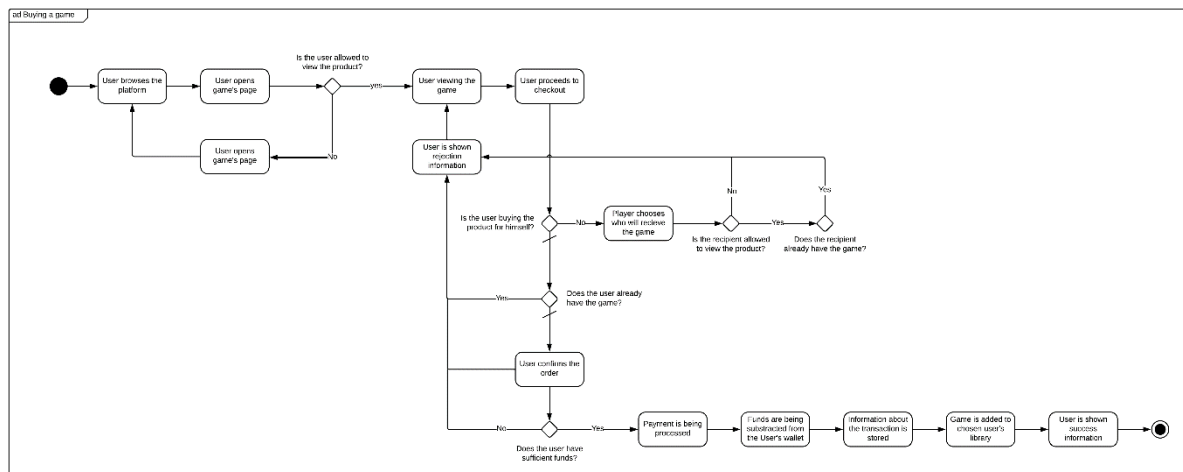 ad Buying a game
Is the user allowed to
view the product?
User browses the
platform
User opens
game's page
yes
User viewing the
game
User proceeds to
checkout
User opens
game's page
No
User is shown
rejection
information
No
Yes
Is the user buying the
product for himself?
No
Player chooses
who will recieve
the game
Yes
Is the recipient allowed
to view the product?
Does the recipient
already have the game?
Yes
Does the user already
have the game?
User confirms the
order
No
Yes
Does the user have
sufficient funds?
Payment is being
processed
Funds are being
substracted from
the User's wallet
Information about
the transaction is
stored
Game is added to
chosen user's
library
User is shown
success
information